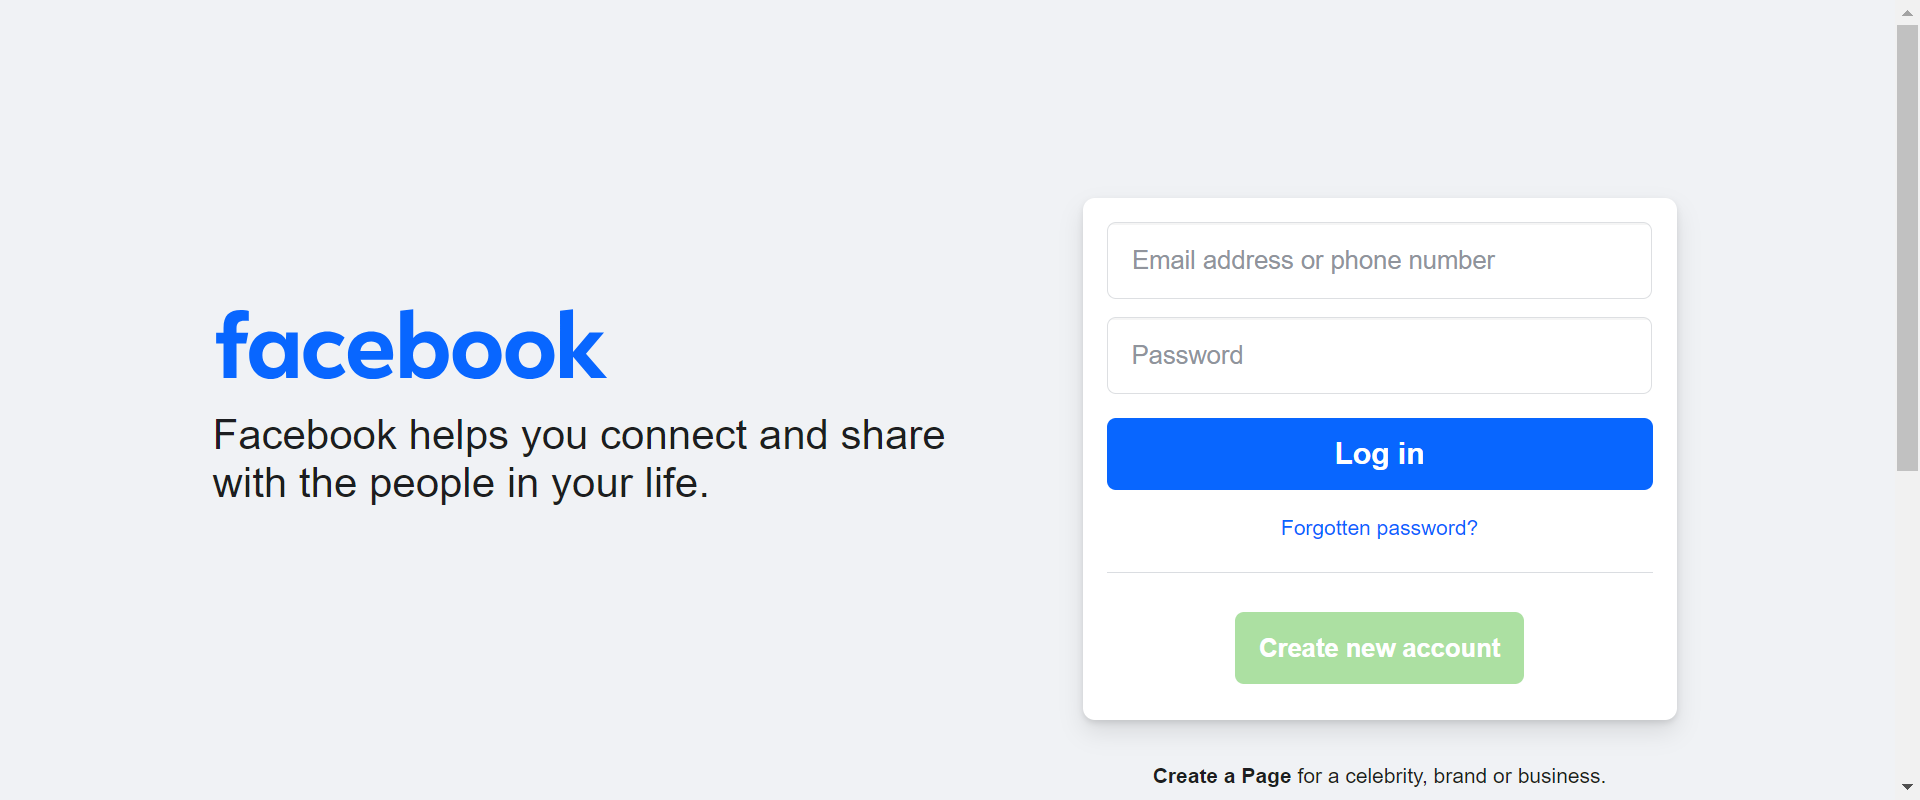 facebook
Facebook helps you connect and share
with the people in your life.
Email address or phone number
Password
Log in
Forgotten password?
Create new account
Create a Page for a celebrity, brand or business.